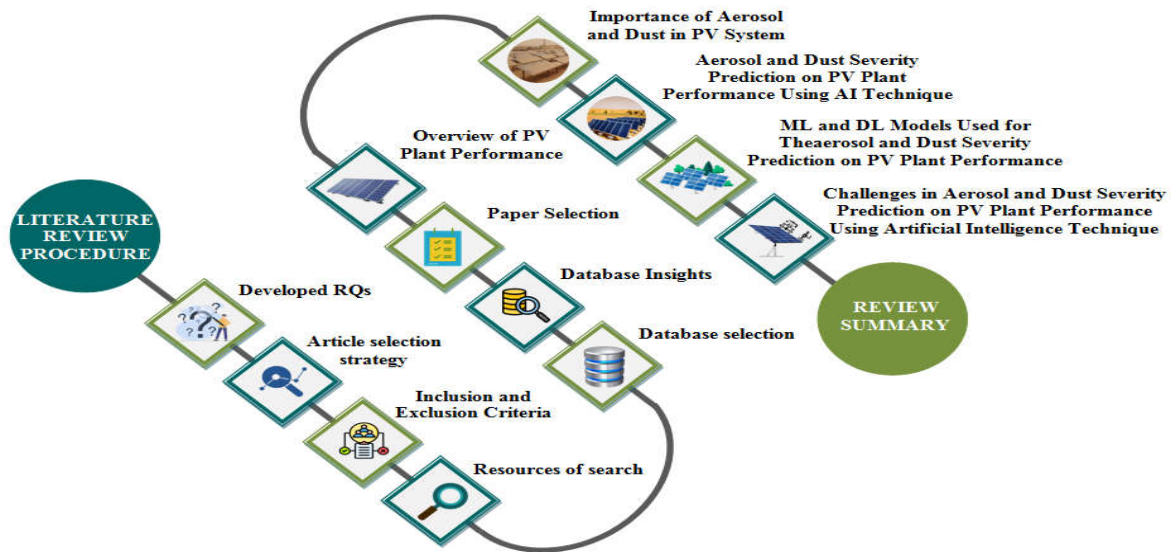 LITERATURE
REVIEW
PROCEDURE
Developed RQs
Article selection
strategy
Inclusion and
Exclusion Criteria
Resources of search
Database selection
Database Insights
Paper Selection
Overview of PV
Plant Performance
Importance of Aerosol
and Dust in PV System
Aerosol and Dust Severity
Prediction on PV Plant
Performance Using AI Technique
ML and DL Models Used for
Theaerosol and Dust Severity
Prediction on PV Plant Performance
Challenges in Aerosol and Dust Severity
Prediction on PV Plant Performance
Using Artificial Intelligence Technique
REVIEW
SUMMARY